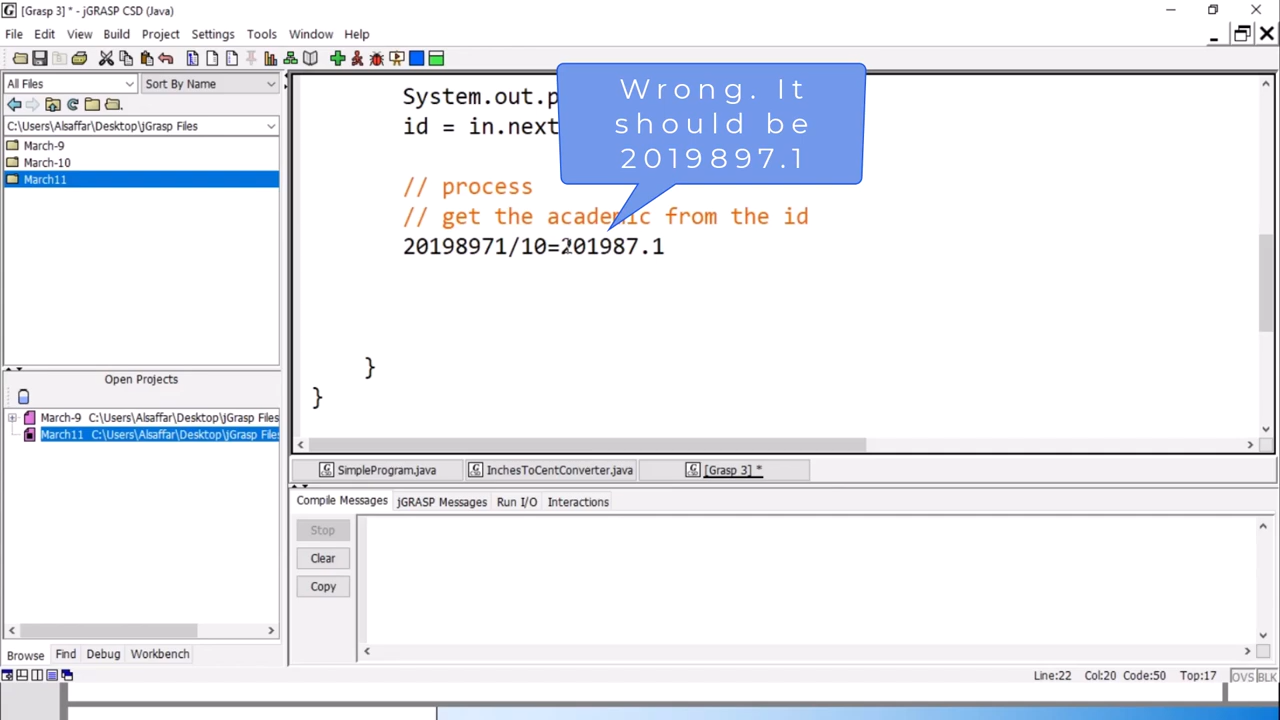 [Grasp 3] * - jGRASP CSD (Java)
File Edit View Build Project Settings Tools Window Help
All Files Sort By Name
C:\Users\Alsaffar\Desktop\jGrasp Files
March-9
March-10
March11
Open Projects
March-9 C:\Users\Alsaffar\Desktop\jGrasp Files
March11 C:\Users\Alsaffar\Desktop\jGrasp Files
Browse Find Debug Workbench
Wrong. It
should be
2019897.1
System.out.p
id = in.next
// process
// get the academic from the id
20198971/10=201987.1
}
}
SimpleProgram.java InchesToCentConverter.java [Grasp 3] *
Compile Messages jGRASP Messages Run I/O Interactions
Stop
Clear
Copy
Line:22 Col:20 Code:50 Top:17 OVS BLK